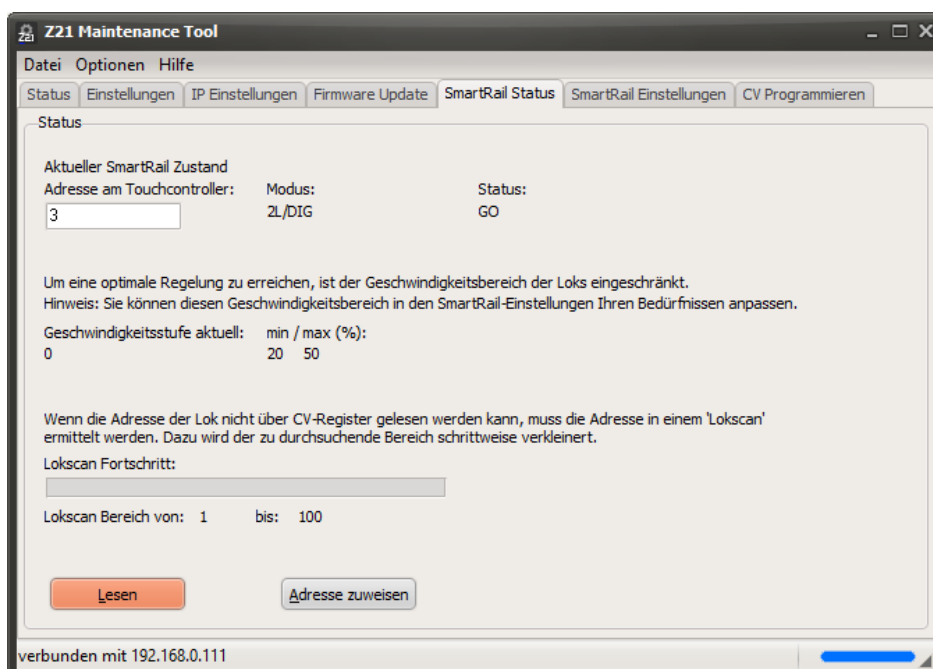 Z21 Maintenance Tool
Datei Optionen Hilfe
Status Einstellungen IP Einstellungen Firmware Update SmartRail Status SmartRail Einstellungen CV Programmieren
Status
Aktueller SmartRail Zustand
Adresse am Touchcontroller: Modus: Status:
3 2L/DIG GO
Um eine optimale Regelung zu erreichen, ist der Geschwindigkeitsbereich der Loks eingeschränkt.
Hinweis: Sie können diesen Geschwindigkeitsbereich in den SmartRail-Einstellungen Ihren Bedürfnissen anpassen.
Geschwindigkeitsstufe aktuell: min / max (%):
0 20 50
Wenn die Adresse der Lok nicht über CV-Register gelesen werden kann, muss die Adresse in einem 'Lokscan'
ermittelt werden. Dazu wird der zu durchsuchende Bereich schrittweise verkleinert.
Lokscan Fortschritt:
Lokscan Bereich von: 1 bis: 100
Lesen Adresse zuweisen
verbunden mit 192.168.0.111